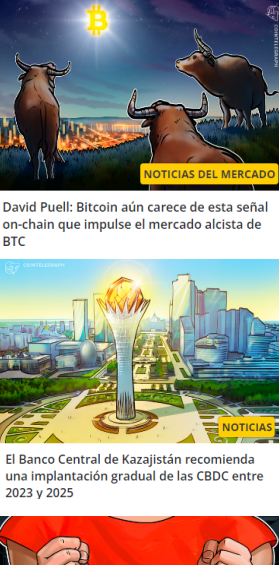 COINTELEGRAPH
NOTICIAS DEL MERCADO
David Puell: Bitcoin aún carece de esta señal
on-chain que impulse el mercado alcista de
BTC
COINTELEGRAPH
NOTICIAS
El Banco Central de Kazajistán recomienda
una implantación gradual de las CBDC entre
2023 y 2025